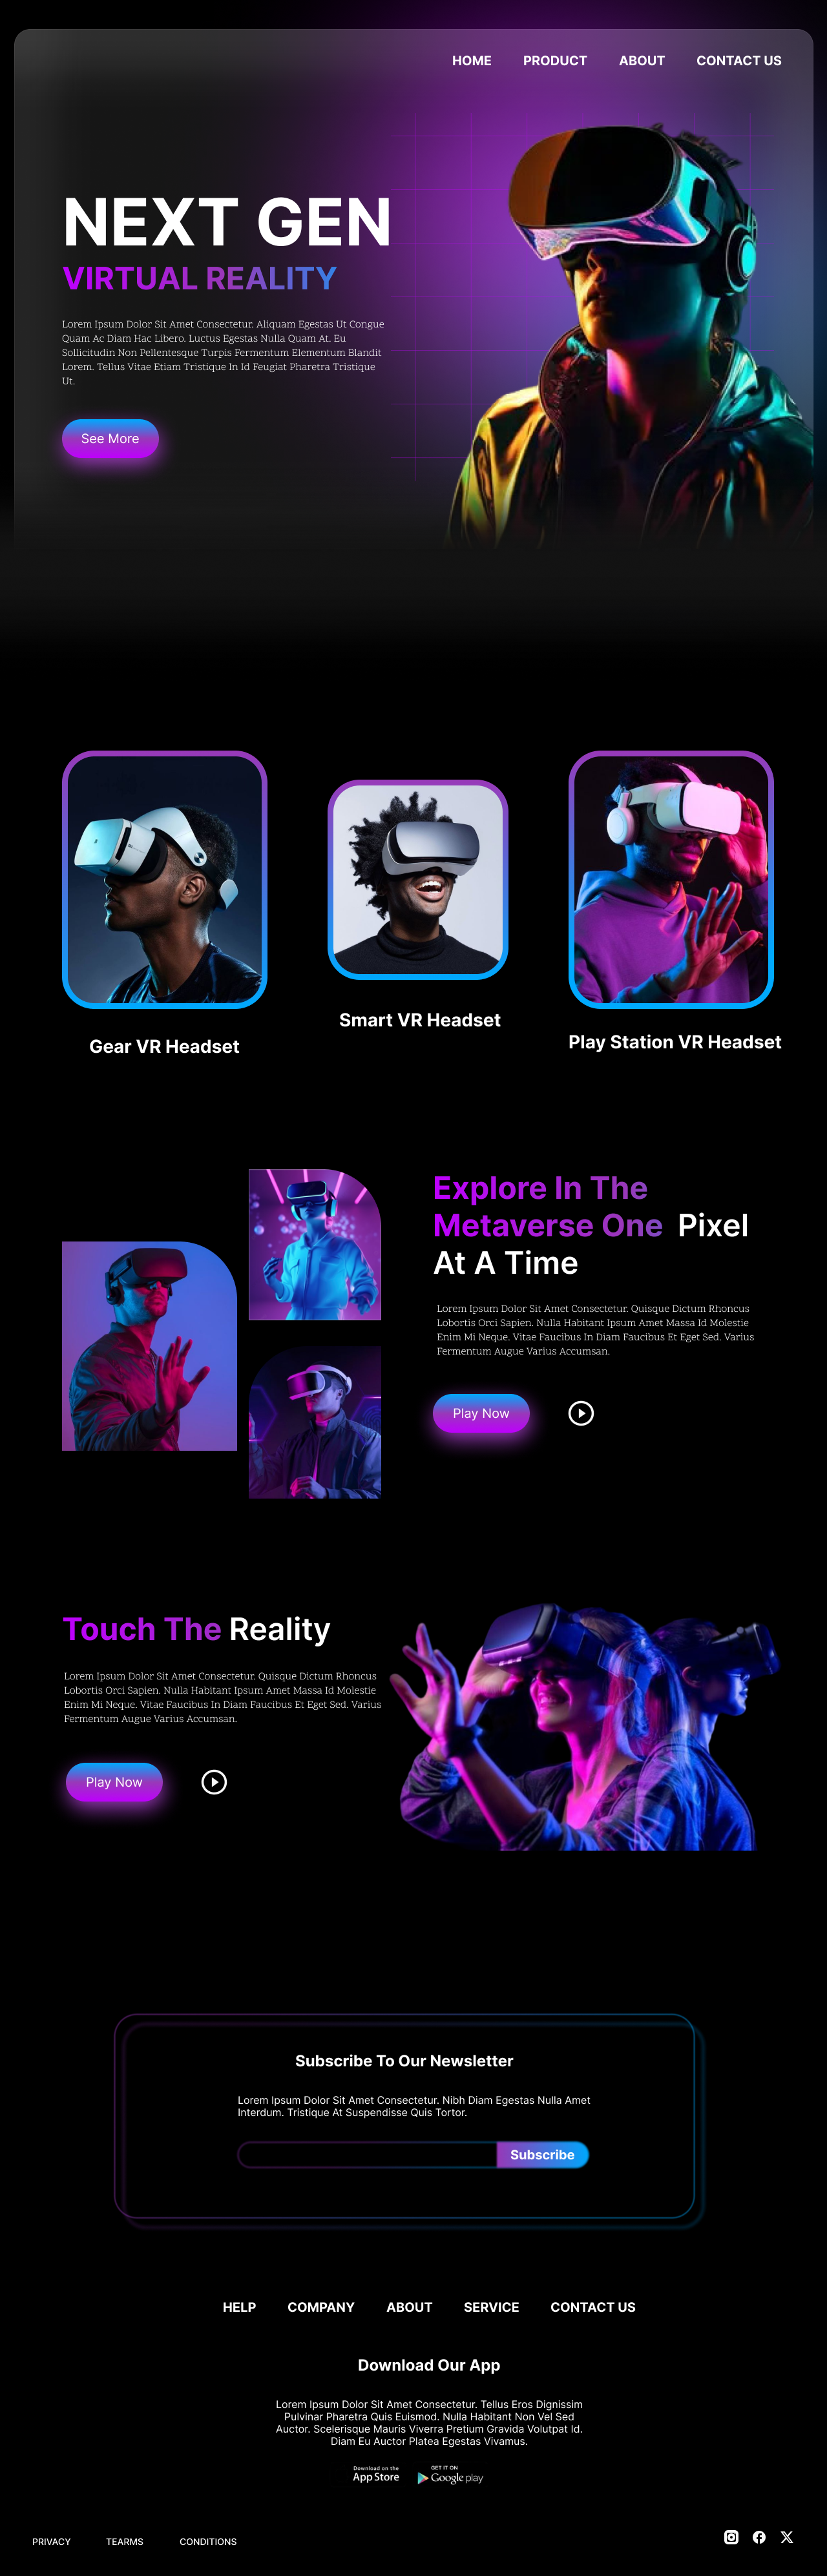 HOME PRODUCT ABOUT CONTACT US
NEXT GEN
VIRTUAL REALITY
Lorem Ipsum Dolor Sit Amet Consectetur. Aliquam Egestas Ut Congue
Quam Ac Diam Hac Libero. Luctus Egestas Nulla Quam At. Eu
Sollicitudin Non Pellentesque Turpis Fermentum Elementum Blandit
Lorem. Tellus Vitae Etiam Tristique In Id Feugiat Pharetra Tristique
Ut.
See More
Gear VR Headset
Smart VR Headset
Play Station VR Headset
Explore In The
Metaverse One Pixel
At A Time
Lorem Ipsum Dolor Sit Amet Consectetur. Quisque Dictum Rhoncus
Lobortis Orci Sapien. Nulla Habitant Ipsum Amet Massa Id Molestie
Enim Mi Neque. Vitae Faucibus In Diam Faucibus Et Eget Sed. Varius
Fermentum Augue Varius Accumsan.
Play Now
Touch The Reality
Lorem Ipsum Dolor Sit Amet Consectetur. Quisque Dictum Rhoncus
Lobortis Orci Sapien. Nulla Habitant Ipsum Amet Massa Id Molestie
Enim Mi Neque. Vitae Faucibus In Diam Faucibus Et Eget Sed. Varius
Fermentum Augue Varius Accumsan.
Play Now
Subscribe To Our Newsletter
Lorem Ipsum Dolor Sit Amet Consectetur. Nibh Diam Egestas Nulla Amet
Interdum. Tristique At Suspendisse Quis Tortor.
Subscribe
HELP COMPANY ABOUT SERVICE CONTACT US
Download Our App
Lorem Ipsum Dolor Sit Amet Consectetur. Tellus Eros Dignissim
Pulvinar Pharetra Quis Euismod. Nulla Habitant Non Vel Sed
Auctor. Scelerisque Mauris Viverra Pretium Gravida Volutpat Id.
Diam Eu Auctor Platea Egestas Vivamus.
Download on the
App Store
GET IT ON
Google play
PRIVACY TEARMS CONDITIONS